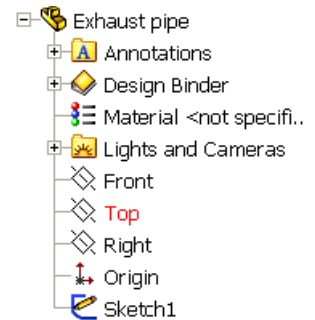 Exhaust pipe
Annotations
Design Binder
Material <not specifi..
Lights and Cameras
Front
Top
Right
Origin
Sketch1